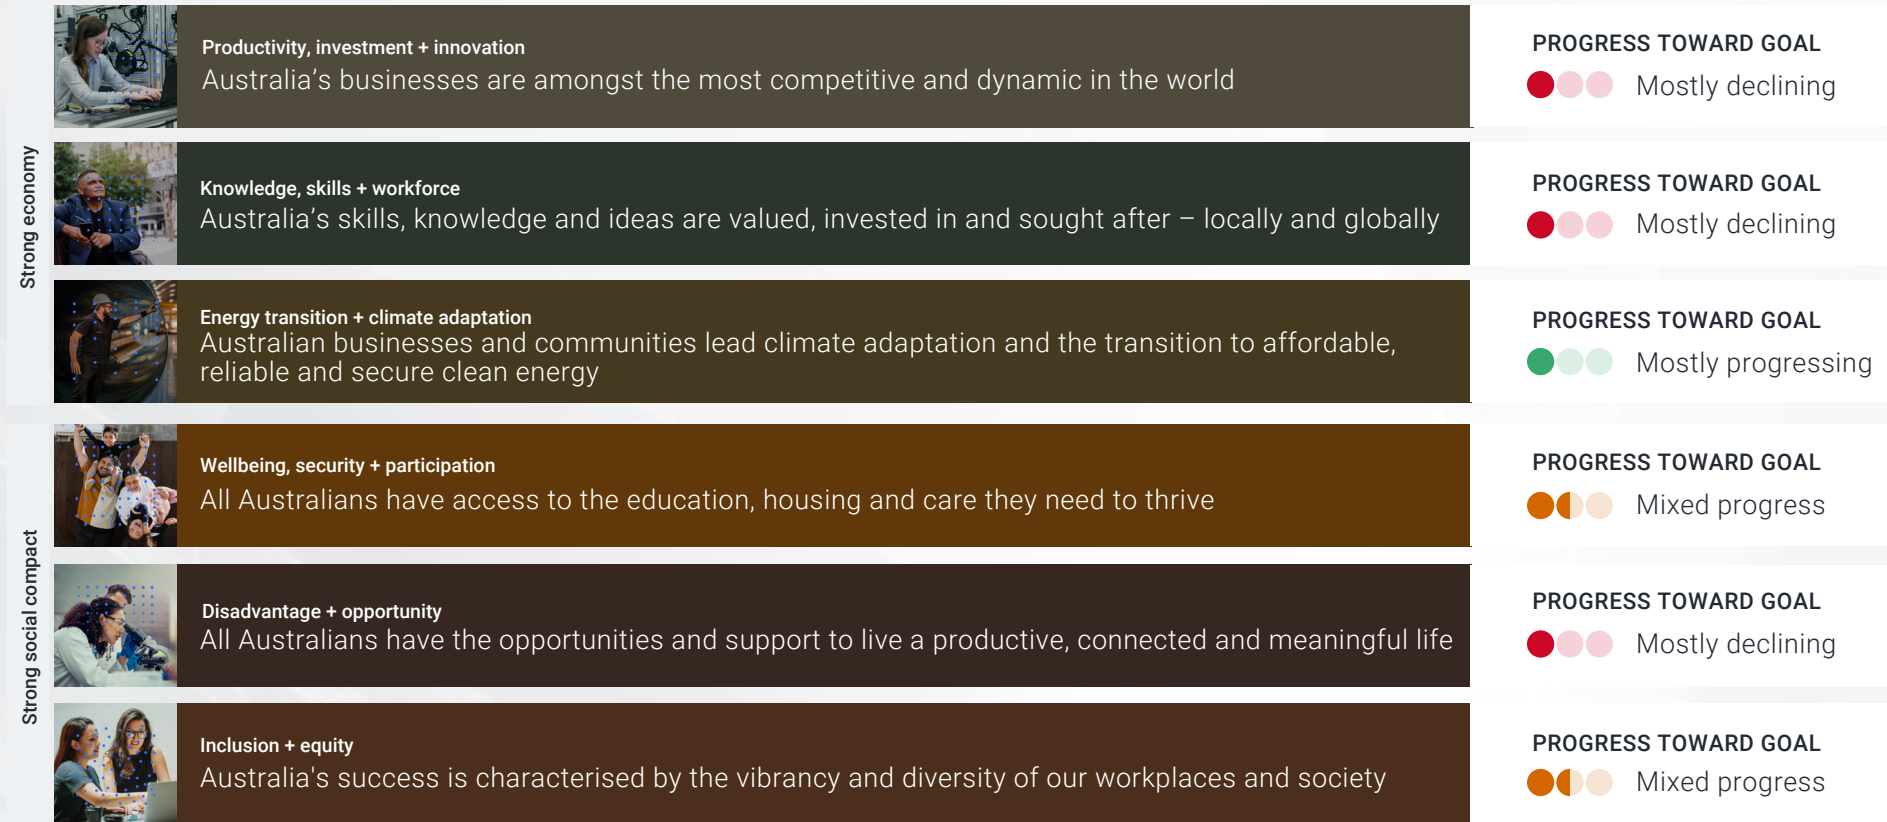 Strong economy
Productivity, investment + innovation
Australia’s businesses are amongst the most competitive and dynamic in the world
PROGRESS TOWARD GOAL
Mostly declining
Knowledge, skills + workforce
Australia’s skills, knowledge and ideas are valued, invested in and sought after – locally and globally
PROGRESS TOWARD GOAL
Mostly declining
Energy transition + climate adaptation
Australian businesses and communities lead climate adaptation and the transition to affordable,
reliable and secure clean energy
PROGRESS TOWARD GOAL
Mostly progressing
Strong social compact
Wellbeing, security + participation
All Australians have access to the education, housing and care they need to thrive
PROGRESS TOWARD GOAL
Mixed progress
Disadvantage + opportunity
All Australians have the opportunities and support to live a productive, connected and meaningful life
PROGRESS TOWARD GOAL
Mostly declining
Inclusion + equity
Australia's success is characterised by the vibrancy and diversity of our workplaces and society
PROGRESS TOWARD GOAL
Mixed progress